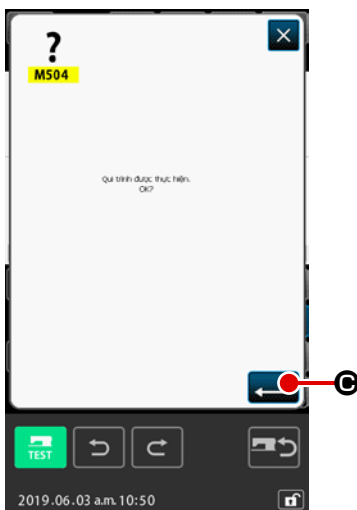 ?
M504
Qui trình được thực hiện.
OK?
C
TEST
2019.06.03 a.m. 10:50